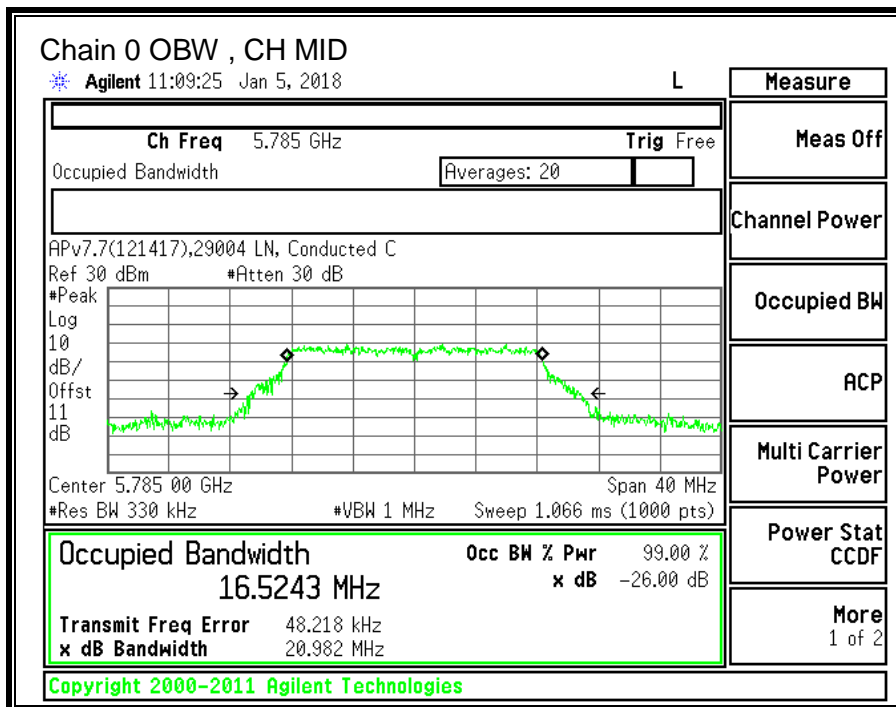 Chain 0 OBW , CH MID
Agilent 11:09:25 Jan 5, 2018 L
Measure
Ch Freq 5.785 GHz Trig Free
Occupied Bandwidth Averages: 20
APv7.7(121417),29004 LN, Conducted C
Ref 30 dBm #Atten 30 dB
#Peak
Log
10
dB/
Offst
11
dB
Center 5.785 00 GHz Span 40 MHz
#Res BW 330 kHz #VBW 1 MHz Sweep 1.066 ms (1000 pts)
Occupied Bandwidth
16.5243 MHz
Occ BW % Pwr 99.00 %
x dB -26.00 dB
Transmit Freq Error 48.218 kHz
x dB Bandwidth 20.982 MHz
Meas Off
Channel Power
Occupied BW
ACP
Multi Carrier
Power
Power Stat
CCDF
More
1 of 2
Copyright 2000-2011 Agilent Technologies